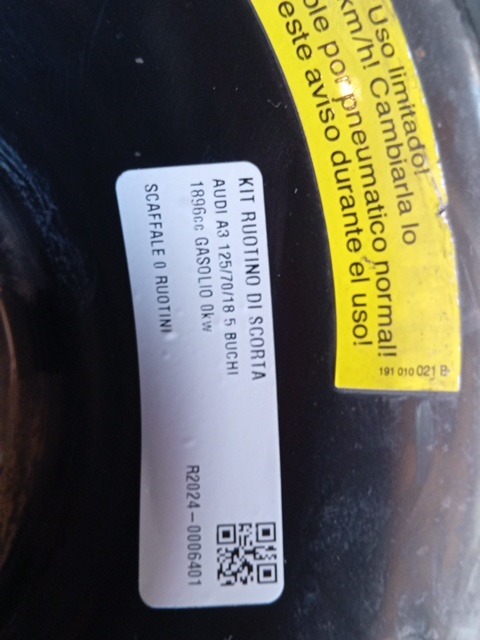 Uso limitado!
km/h! Cambiarla lo
ble por pneumatico normal!
este aviso durante el uso!
191 010 021 B
KIT RUOTINO DI SCORTA
AUDI A3 125/70/18 5 BUCHI
1896cc GASOLIO 0kw
SCAFFALE 0 RUOTINI
R2024-0006401